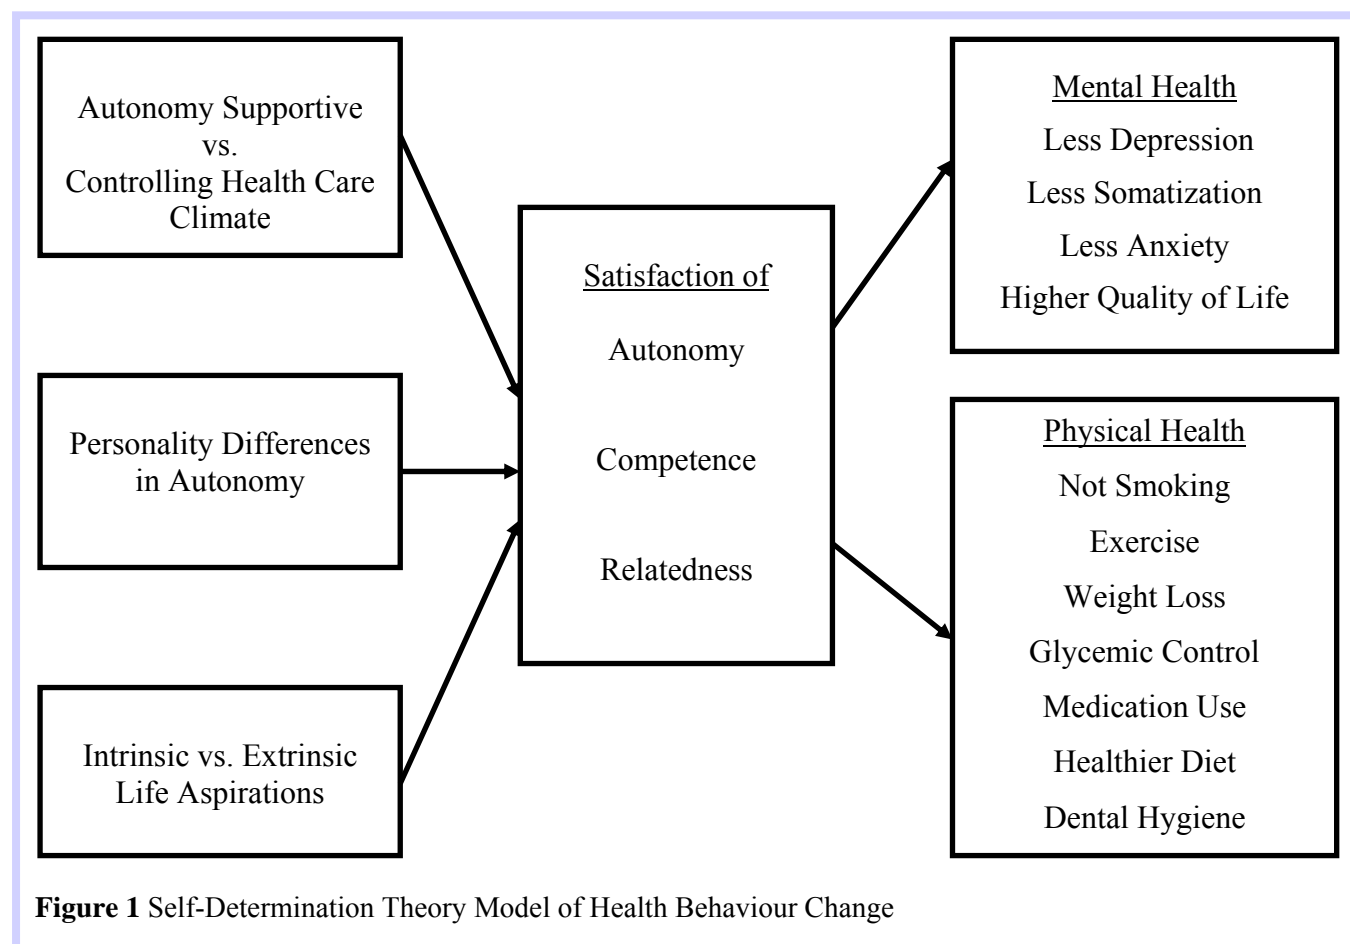 Autonomy Supportive
vs.
Controlling Health Care
Climate
Personality Differences
in Autonomy
Intrinsic vs. Extrinsic
Life Aspirations
Satisfaction of
Autonomy
Competence
Relatedness
Mental Health
Less Depression
Less Somatization
Less Anxiety
Higher Quality of Life
Physical Health
Not Smoking
Exercise
Weight Loss
Glycemic Control
Medication Use
Healthier Diet
Dental Hygiene
Figure 1 Self-Determination Theory Model of Health Behaviour Change